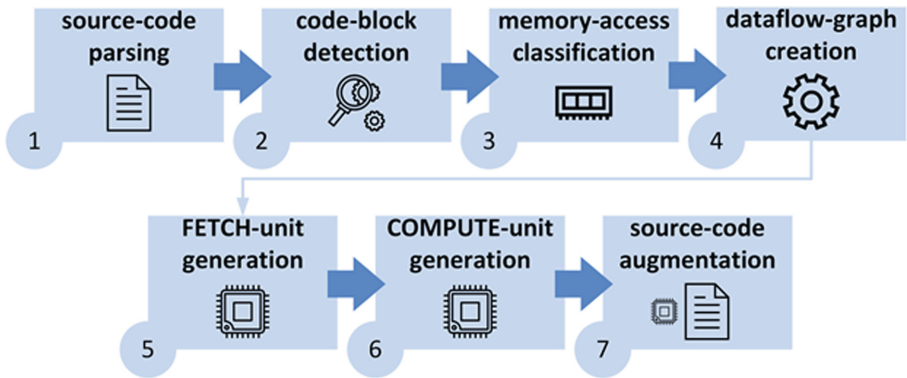 source-code
parsing
1
code-block
detection
2
memory-access
classification
3
dataflow-graph
creation
4
FETCH-unit
generation
5
COMPUTE-unit
generation
6
source-code
augmentation
7